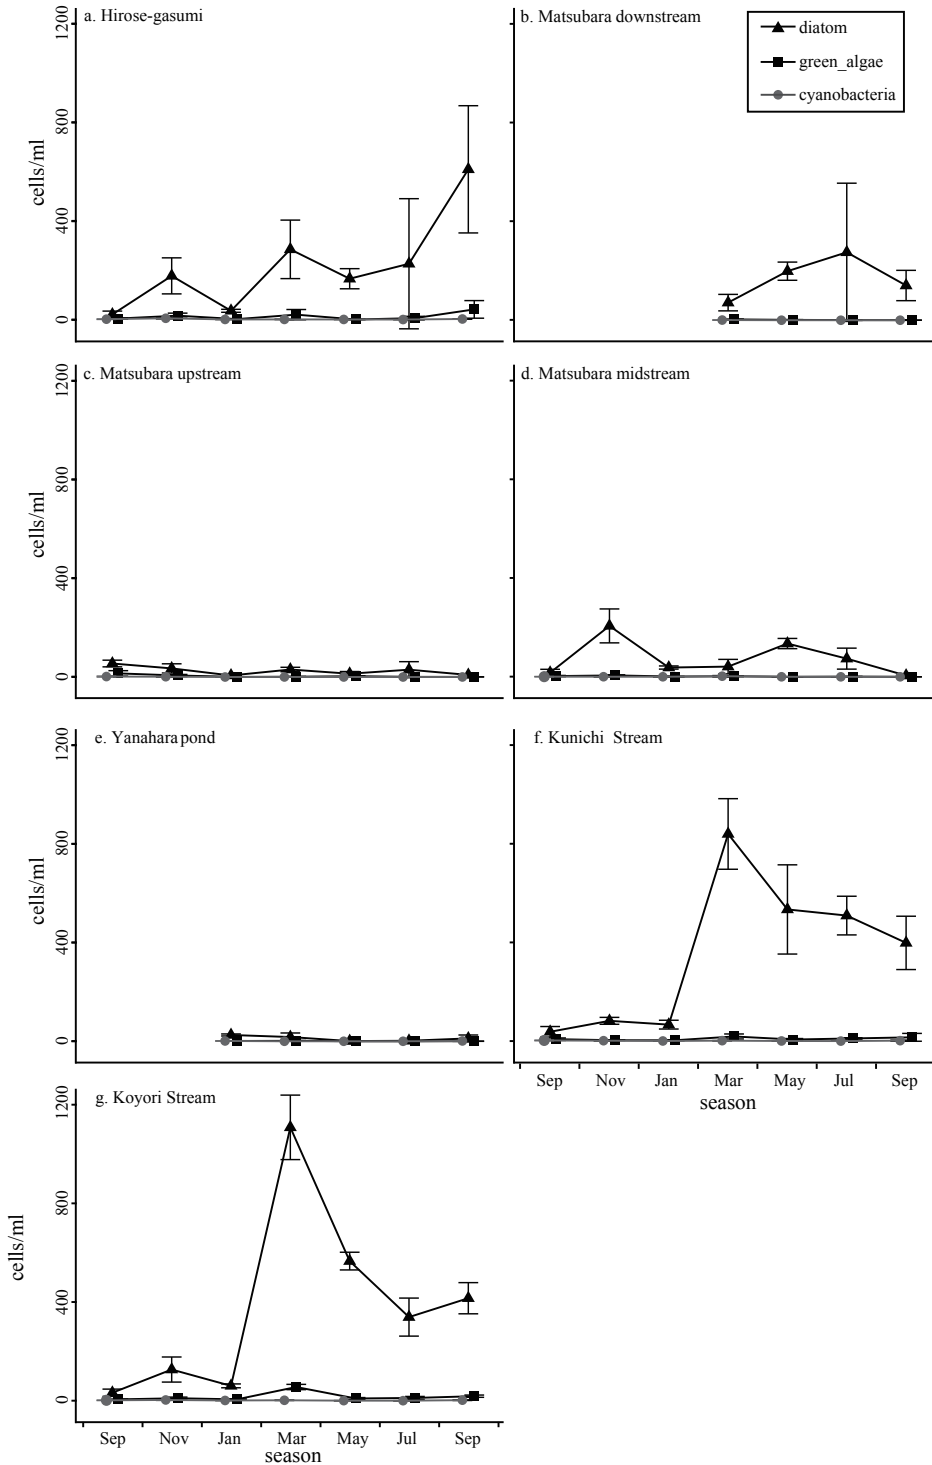 a. Hirose-gasumi
1200
800
400
0
cells/ml
b. Matsubara downstream
diatom
green_algae
cyanobacteria
c. Matsubara upstream
1200
800
400
0
cells/ml
d. Matsubara midstream
e. Yanahara pond
1200
800
400
0
cells/ml
f. Kunichi Stream
Sep Nov Jan Mar May Jul Sep
season
g. Koyori Stream
1200
800
400
0
cells/ml
Sep Nov Jan Mar May Jul Sep
season